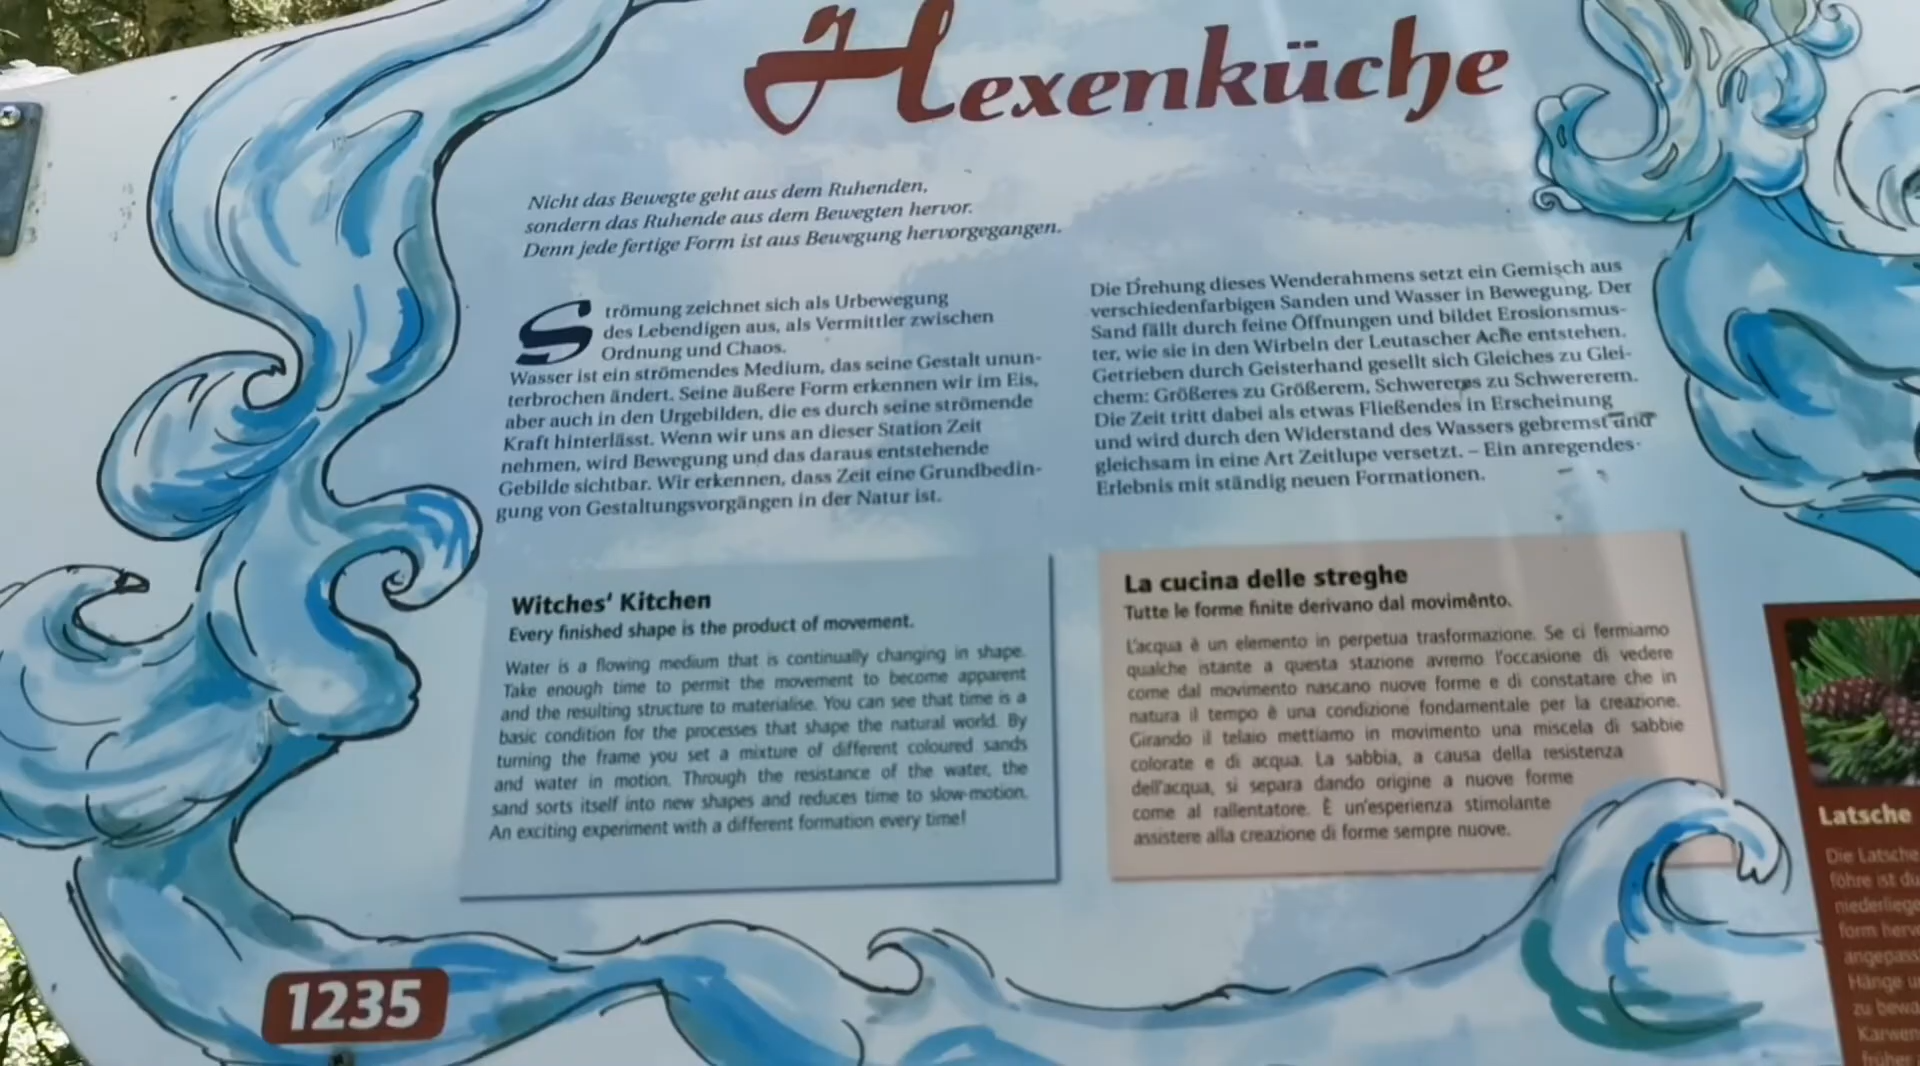 Hexenküche
Nicht das Bewegte geht aus dem Ruhenden,
sondern das Ruhende aus dem Bewegten hervor.
Denn jede fertige Form ist aus Bewegung hervorgegangen.
Strömung zeichnet sich als Urbewegung
des Lebendigen aus, als Vermittler zwischen
Ordnung und Chaos.
Wasser ist ein strömendes Medium, das seine Gestalt unun-
terbrochen ändert. Seine äußere Form erkennen wir im Eis,
aber auch in den Urgebilden, die es durch seine strömende
Kraft hinterlässt. Wenn wir uns an dieser Station Zeit
nehmen, wird Bewegung und das daraus entstehende
Gebilde sichtbar. Wir erkennen, dass Zeit eine Grundbedin-
gung von Gestaltungsvorgängen in der Natur ist.
Die Drehung dieses Wenderahmens setzt ein Gemisch aus
verschiedenfarbigen Sanden und Wasser in Bewegung. Der
Sand fällt durch feine Öffnungen und bildet Erosionsmus-
ter, wie sie in den Wirbeln der Leutascher Ache entstehen.
Getrieben durch Geisterhand gesellt sich Gleiches zu Glei-
chem: Größeres zu Größerem, Schwereres zu Schwererem.
Die Zeit tritt dabei als etwas Fließendes in Erscheinung
und wird durch den Widerstand des Wassers gebremst und
gleichsam in eine Art Zeitlupe versetzt. – Ein anregendes
Erlebnis mit ständig neuen Formationen.
Witches' Kitchen
Every finished shape is the product of movement.
Water is a flowing medium that is continually changing in shape.
Take enough time to permit the movement to become apparent
and the resulting structure to materialise. You can see that time is a
basic condition for the processes that shape the natural world. By
turning the frame you set a mixture of different coloured sands
and water in motion. Through the resistance of the water, the
sand sorts itself into new shapes and reduces time to slow-motion.
An exciting experiment with a different formation every time!
La cucina delle streghe
Tutte le forme finite derivano dal movimento.
L'acqua è un elemento in perpetua trasformazione. Se ci fermiamo
qualche istante a questa stazione avremo l'occasione di vedere
come dal movimento nascano nuove forme e di constatare che in
natura il tempo è una condizione fondamentale per la creazione.
Girando il telaio mettiamo in movimento una miscela di sabbie
colorate e di acqua. La sabbia, a causa della resistenza
dell'acqua, si separa dando origine a nuove forme
come al rallentatore. È un'esperienza stimolante
assistere alla creazione di forme sempre nuove.
Latsche
Die Latsche
föhre ist du
niederliege
form herv
angepass
Hänge u
zu bewa
Karwen
früher
1235